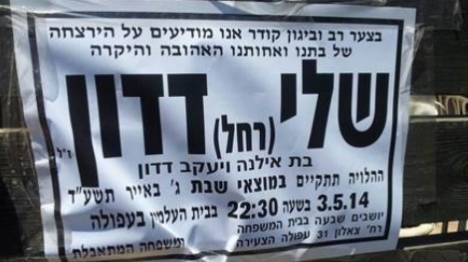 בצער רב וביגון קודר אנו מודיעים על הירצחה
של בתנו ואחותנו האהובה והיקרה
שלי (רחל) דדון ז"ל
בת אילנה ויעקב דדון
ההלויה תתקיים במוצאי שבת ג' באייר תשע"ד
3.5.14 בשעה 22:30 בבית העלמין בעפולה
יושבים שבעה בבית המשפחה
רח' צאלון 31 עפולה הצעירה
ומשפחה המתאבלת